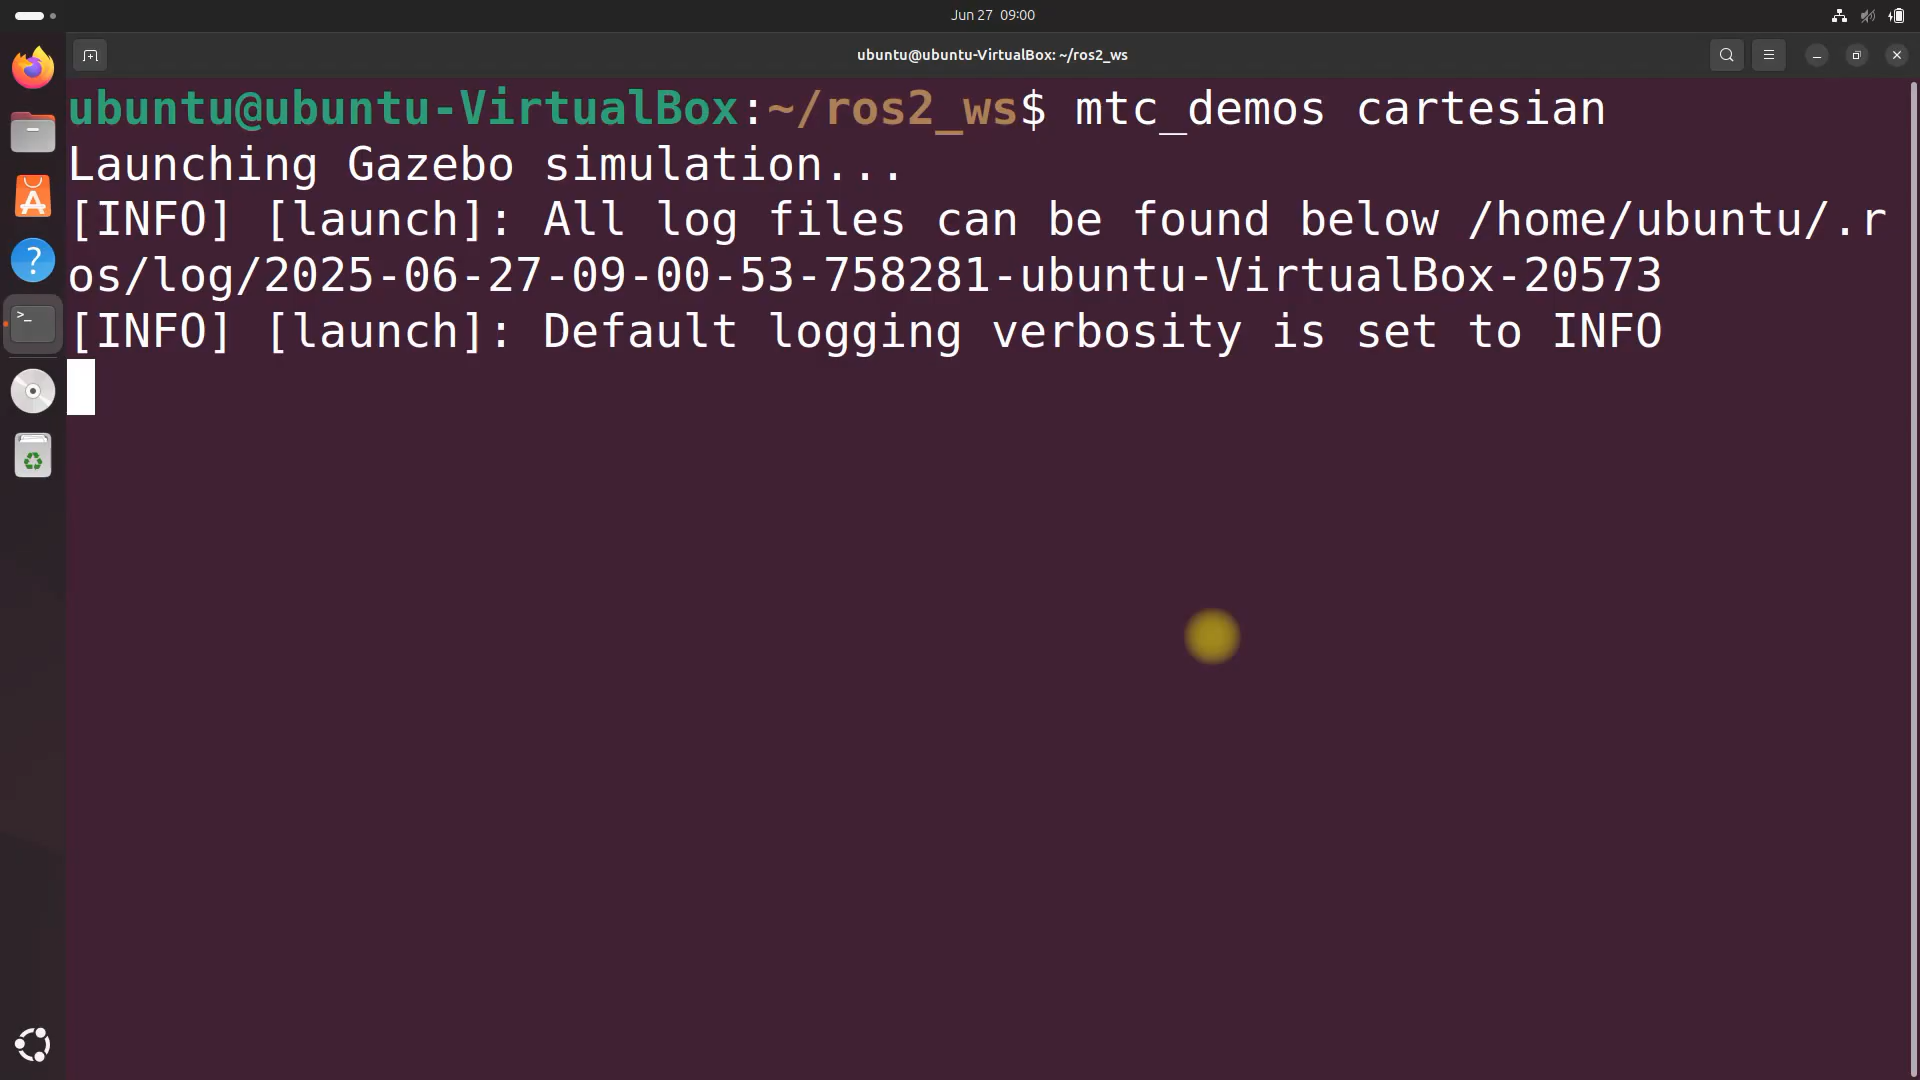 Jun 27 09:00
ubuntu@ubuntu-VirtualBox: ~/ros2_ws
ubuntu@ubuntu-VirtualBox:~/ros2_ws$ mtc_demos cartesian
Launching Gazebo simulation...
[INFO] [launch]: All log files can be found below /home/ubuntu/.r
os/log/2025-06-27-09-00-53-758281-ubuntu-VirtualBox-20573
[INFO] [launch]: Default logging verbosity is set to INFO